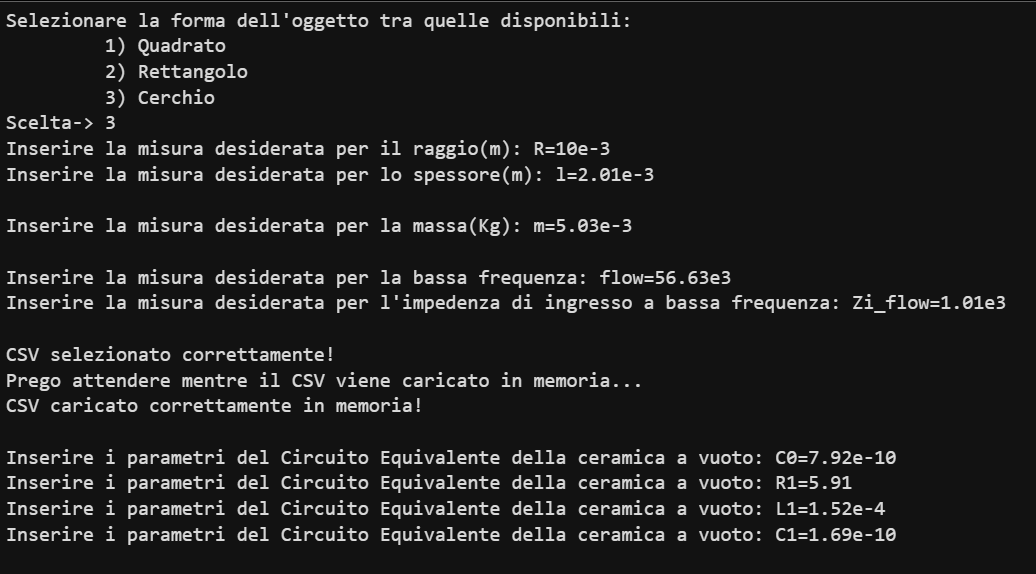 Selezionare la forma dell'oggetto tra quelle disponibili:
1) Quadrato
2) Rettangolo
3) Cerchio
Scelta-> 3
Inserire la misura desiderata per il raggio(m): R=10e-3
Inserire la misura desiderata per lo spessore(m): l=2.01e-3
Inserire la misura desiderata per la massa(Kg): m=5.03e-3
Inserire la misura desiderata per la bassa frequenza: flow=56.63e3
Inserire la misura desiderata per l'impedenza di ingresso a bassa frequenza: Zi_flow=1.01e3
CSV selezionato correttamente!
Prego attendere mentre il CSV viene caricato in memoria...
CSV caricato correttamente in memoria!
Inserire i parametri del Circuito Equivalente della ceramica a vuoto: C0=7.92e-10
Inserire i parametri del Circuito Equivalente della ceramica a vuoto: R1=5.91
Inserire i parametri del Circuito Equivalente della ceramica a vuoto: L1=1.52e-4
Inserire i parametri del Circuito Equivalente della ceramica a vuoto: C1=1.69e-10